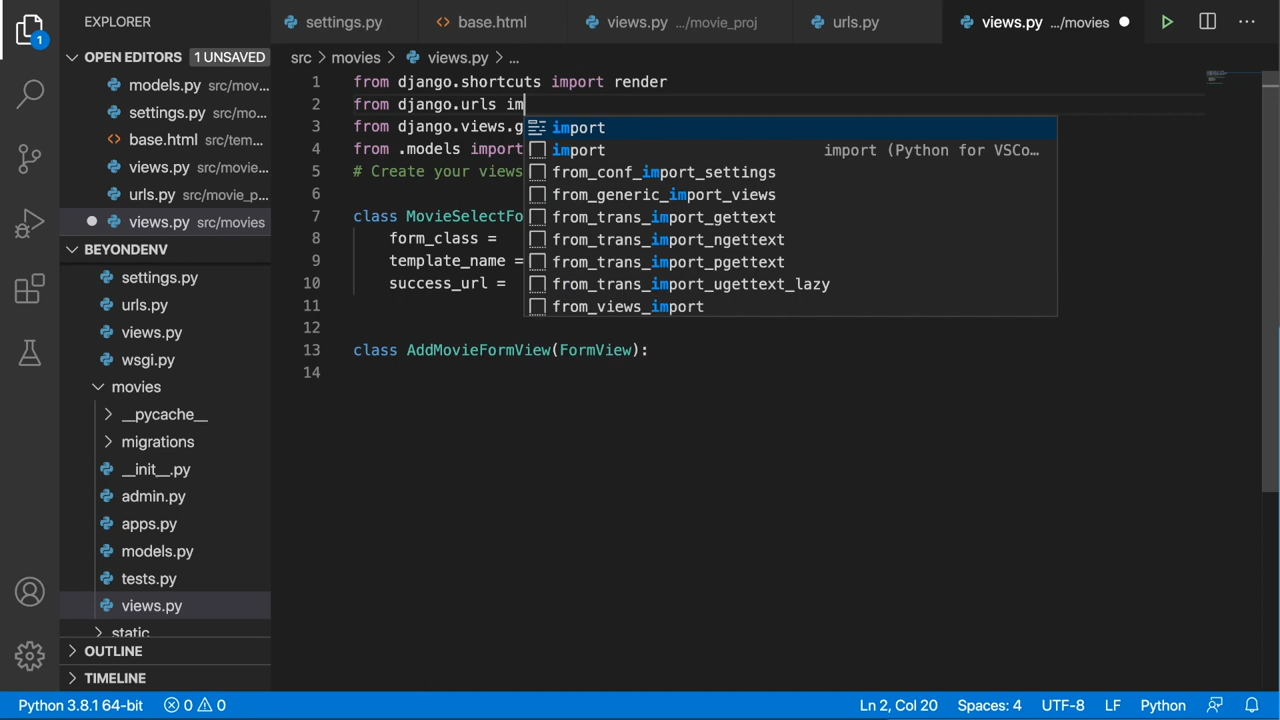 EXPLORER
settings.py
base.html
views.py .../movie_proj
urls.py
views.py .../movies
1
OPEN EDITORS 1 UNSAVED
models.py src/mov...
settings.py src/mo...
base.html src/tem...
views.py src/movie...
urls.py src/movie_p...
views.py src/movies
BEYONDENV
settings.py
urls.py
views.py
wsgi.py
movies
__pycache__
migrations
__init__.py
admin.py
apps.py
models.py
tests.py
views.py
static
OUTLINE
TIMELINE
src > movies > views.py > ...
1 from django.shortcuts import render
2 from django.urls im
3 from django.views.g
4 from .models import
5 # Create your views
6
7 class MovieSelectFo
8 form_class =
9 template_name =
10 success_url =
11
12
13 class AddMovieFormView(FormView):
14
import
import import (Python for VSCo...
from_conf_import_settings
from_generic_import_views
from_trans_import_gettext
from_trans_import_ngettext
from_trans_import_pgettext
from_trans_import_ugettext_lazy
from_views_import
Python 3.8.1 64-bit 0 0 Ln 2, Col 20 Spaces: 4 UTF-8 LF Python